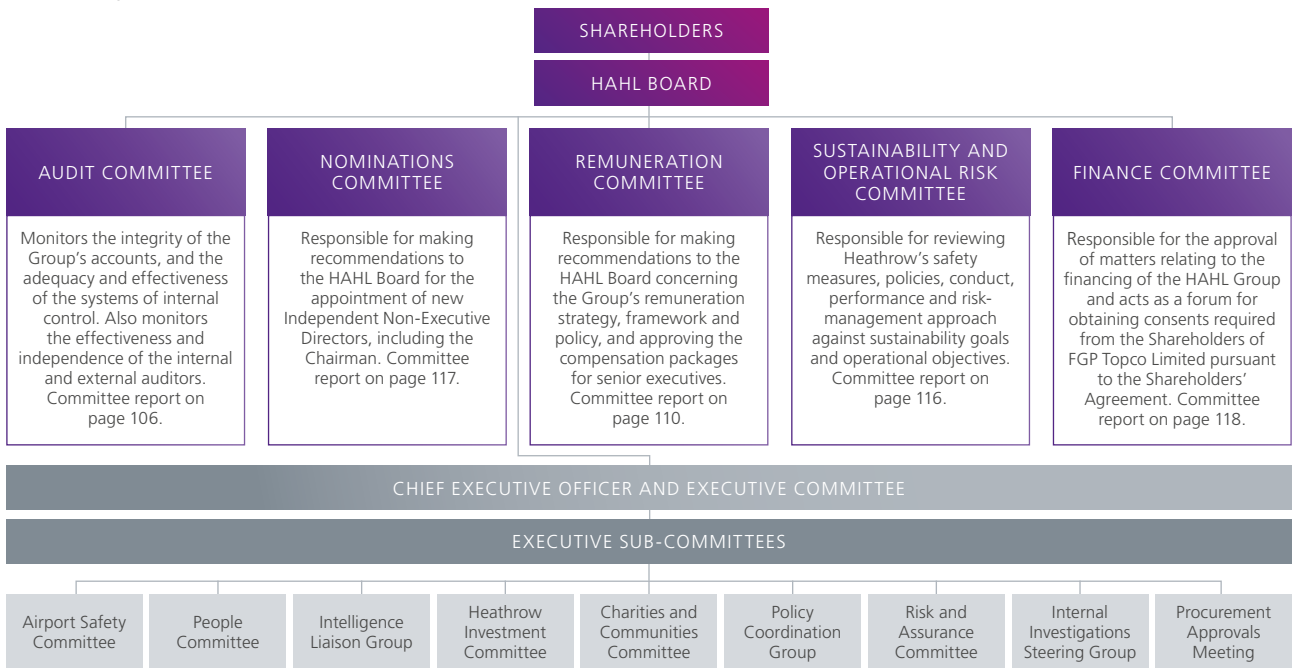 SHAREHOLDERS
HAHL BOARD
AUDIT COMMITTEE
Monitors the integrity of the
Group's accounts, and the
adequacy and effectiveness
of the systems of internal
control. Also monitors
the effectiveness and
independence of the internal
and external auditors.
Committee report on
page 106.
NOMINATIONS
COMMITTEE
Responsible for making
recommendations to
the HAHL Board for the
appointment of new
Independent Non-Executive
Directors, including the
Chairman. Committee
report on page 117.
REMUNERATION
COMMITTEE
Responsible for making
recommendations to the
HAHL Board concerning
the Group's remuneration
strategy, framework and
policy, and approving the
compensation packages
for senior executives.
Committee report on
page 110.
SUSTAINABILITY AND
OPERATIONAL RISK
COMMITTEE
Responsible for reviewing
Heathrow's safety
measures, policies, conduct,
performance and risk-
management approach
against sustainability goals
and operational objectives.
Committee report on
page 116.
FINANCE COMMITTEE
Responsible for the approval
of matters relating to the
financing of the HAHL Group
and acts as a forum for
obtaining consents required
from the Shareholders of
FGP Topco Limited pursuant
to the Shareholders'
Agreement. Committee
report on page 118.
CHIEF EXECUTIVE OFFICER AND EXECUTIVE COMMITTEE
EXECUTIVE SUB-COMMITTEES
Airport Safety
Committee
People
Committee
Intelligence
Liaison Group
Heathrow
Investment
Committee
Charities and
Communities
Committee
Policy
Coordination
Group
Risk and
Assurance
Committee
Internal
Investigations
Steering Group
Procurement
Approvals
Meeting